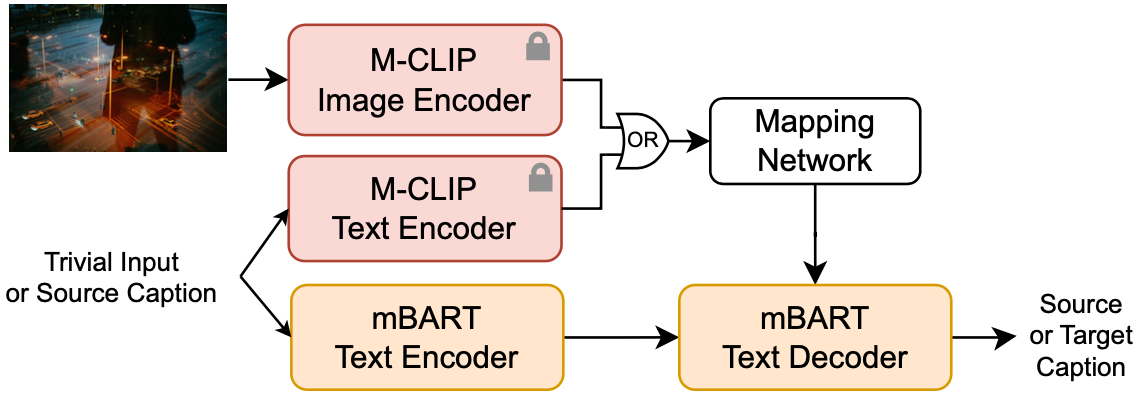 M-CLIP
Image Encoder
OR
Mapping
Network
M-CLIP
Text Encoder
Trivial Input
or Source Caption
mBART
Text Encoder
mBART
Text Decoder
Source
or Target
Caption